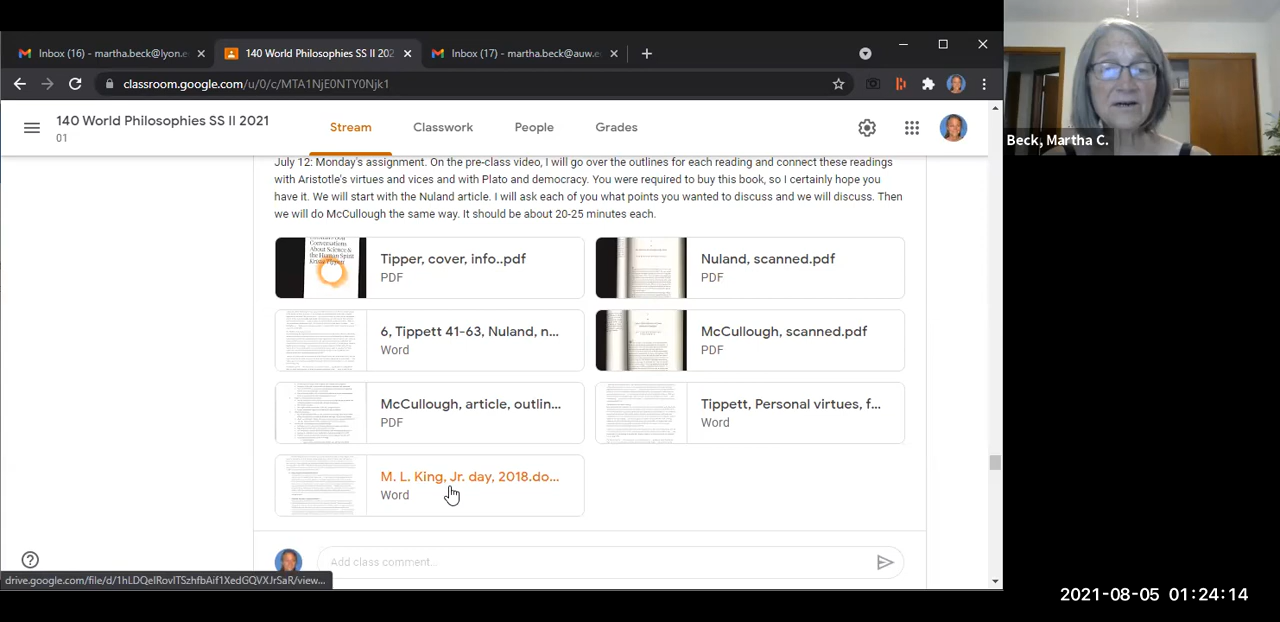 Inbox (16) - martha.beck@lyon.e
140 World Philosophies SS II 202
Inbox (17) - martha.beck@auw.e
classroom.google.com/u/0/c/MTA1NjE0NTY0Njk1
140 World Philosophies SS II 2021
01
Stream
Classwork
People
Grades
Beck, Martha C.
July 12: Monday's assignment. On the pre-class video, I will go over the outlines for each reading and connect these readings
with Aristotle's virtues and vices and with Plato and democracy. You were required to buy this book, so I certainly hope you
have it. We will start with the Nuland article. I will ask each of you what points you wanted to discuss and we will discuss. Then
we will do McCullough the same way. It should be about 20-25 minutes each.
Conversations
About Science &
the Human Spirit
Krista Tippett
Tipper, cover, info..pdf
PDF
Nuland, scanned.pdf
PDF
6, Tippett 41-63, Nuland, n...
Word
McCullough, scanned.pdf
PDF
McCullough, article, outlin...
PDF
Tippett, Personal virtues, f...
Word
M. L. King, Jr. 2018.do...
Word
Add class comment...
2021-08-05 01:24:14